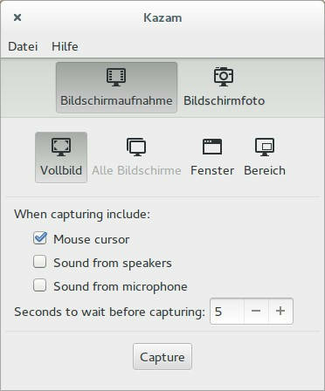 Kazam
Datei Hilfe
Bildschirmaufnahme Bildschirmfoto
Vollbild Alle Bildschirme Fenster Bereich
When capturing include:
Mouse cursor
Sound from speakers
Sound from microphone
Seconds to wait before capturing: 5
Capture